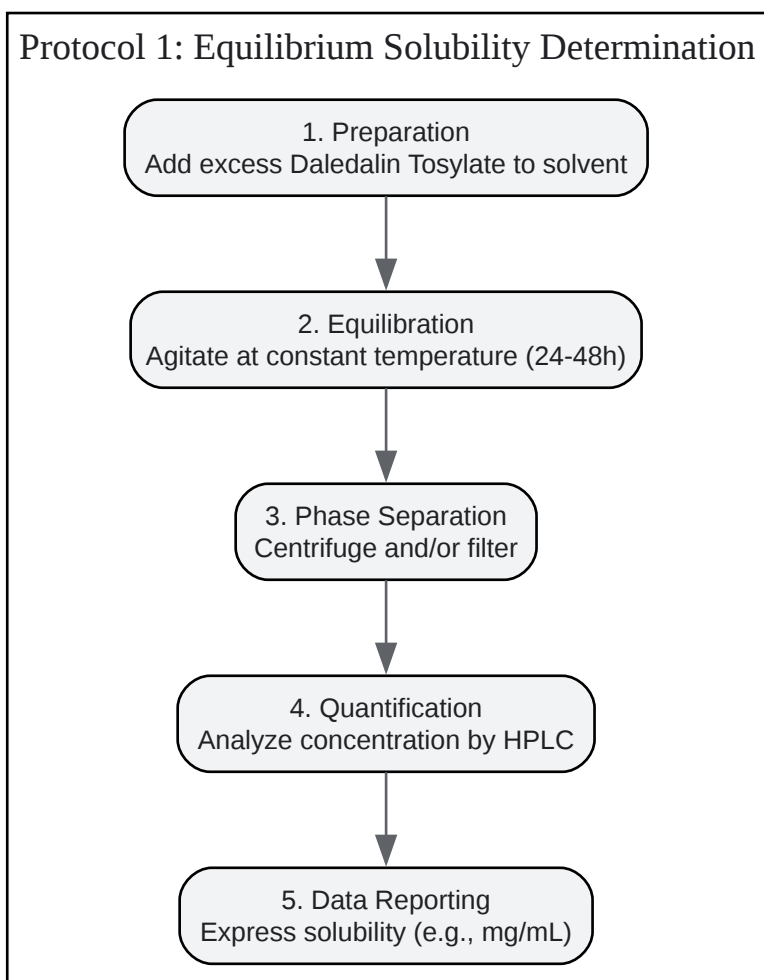 Protocol 1: Equilibrium Solubility Determination
1. Preparation
Add excess Daledalin Tosylate to solvent
2. Equilibration
Agitate at constant temperature (24-48h)
3. Phase Separation
Centrifuge and/or filter
4. Quantification
Analyze concentration by HPLC
5. Data Reporting
Express solubility (e.g., mg/mL)